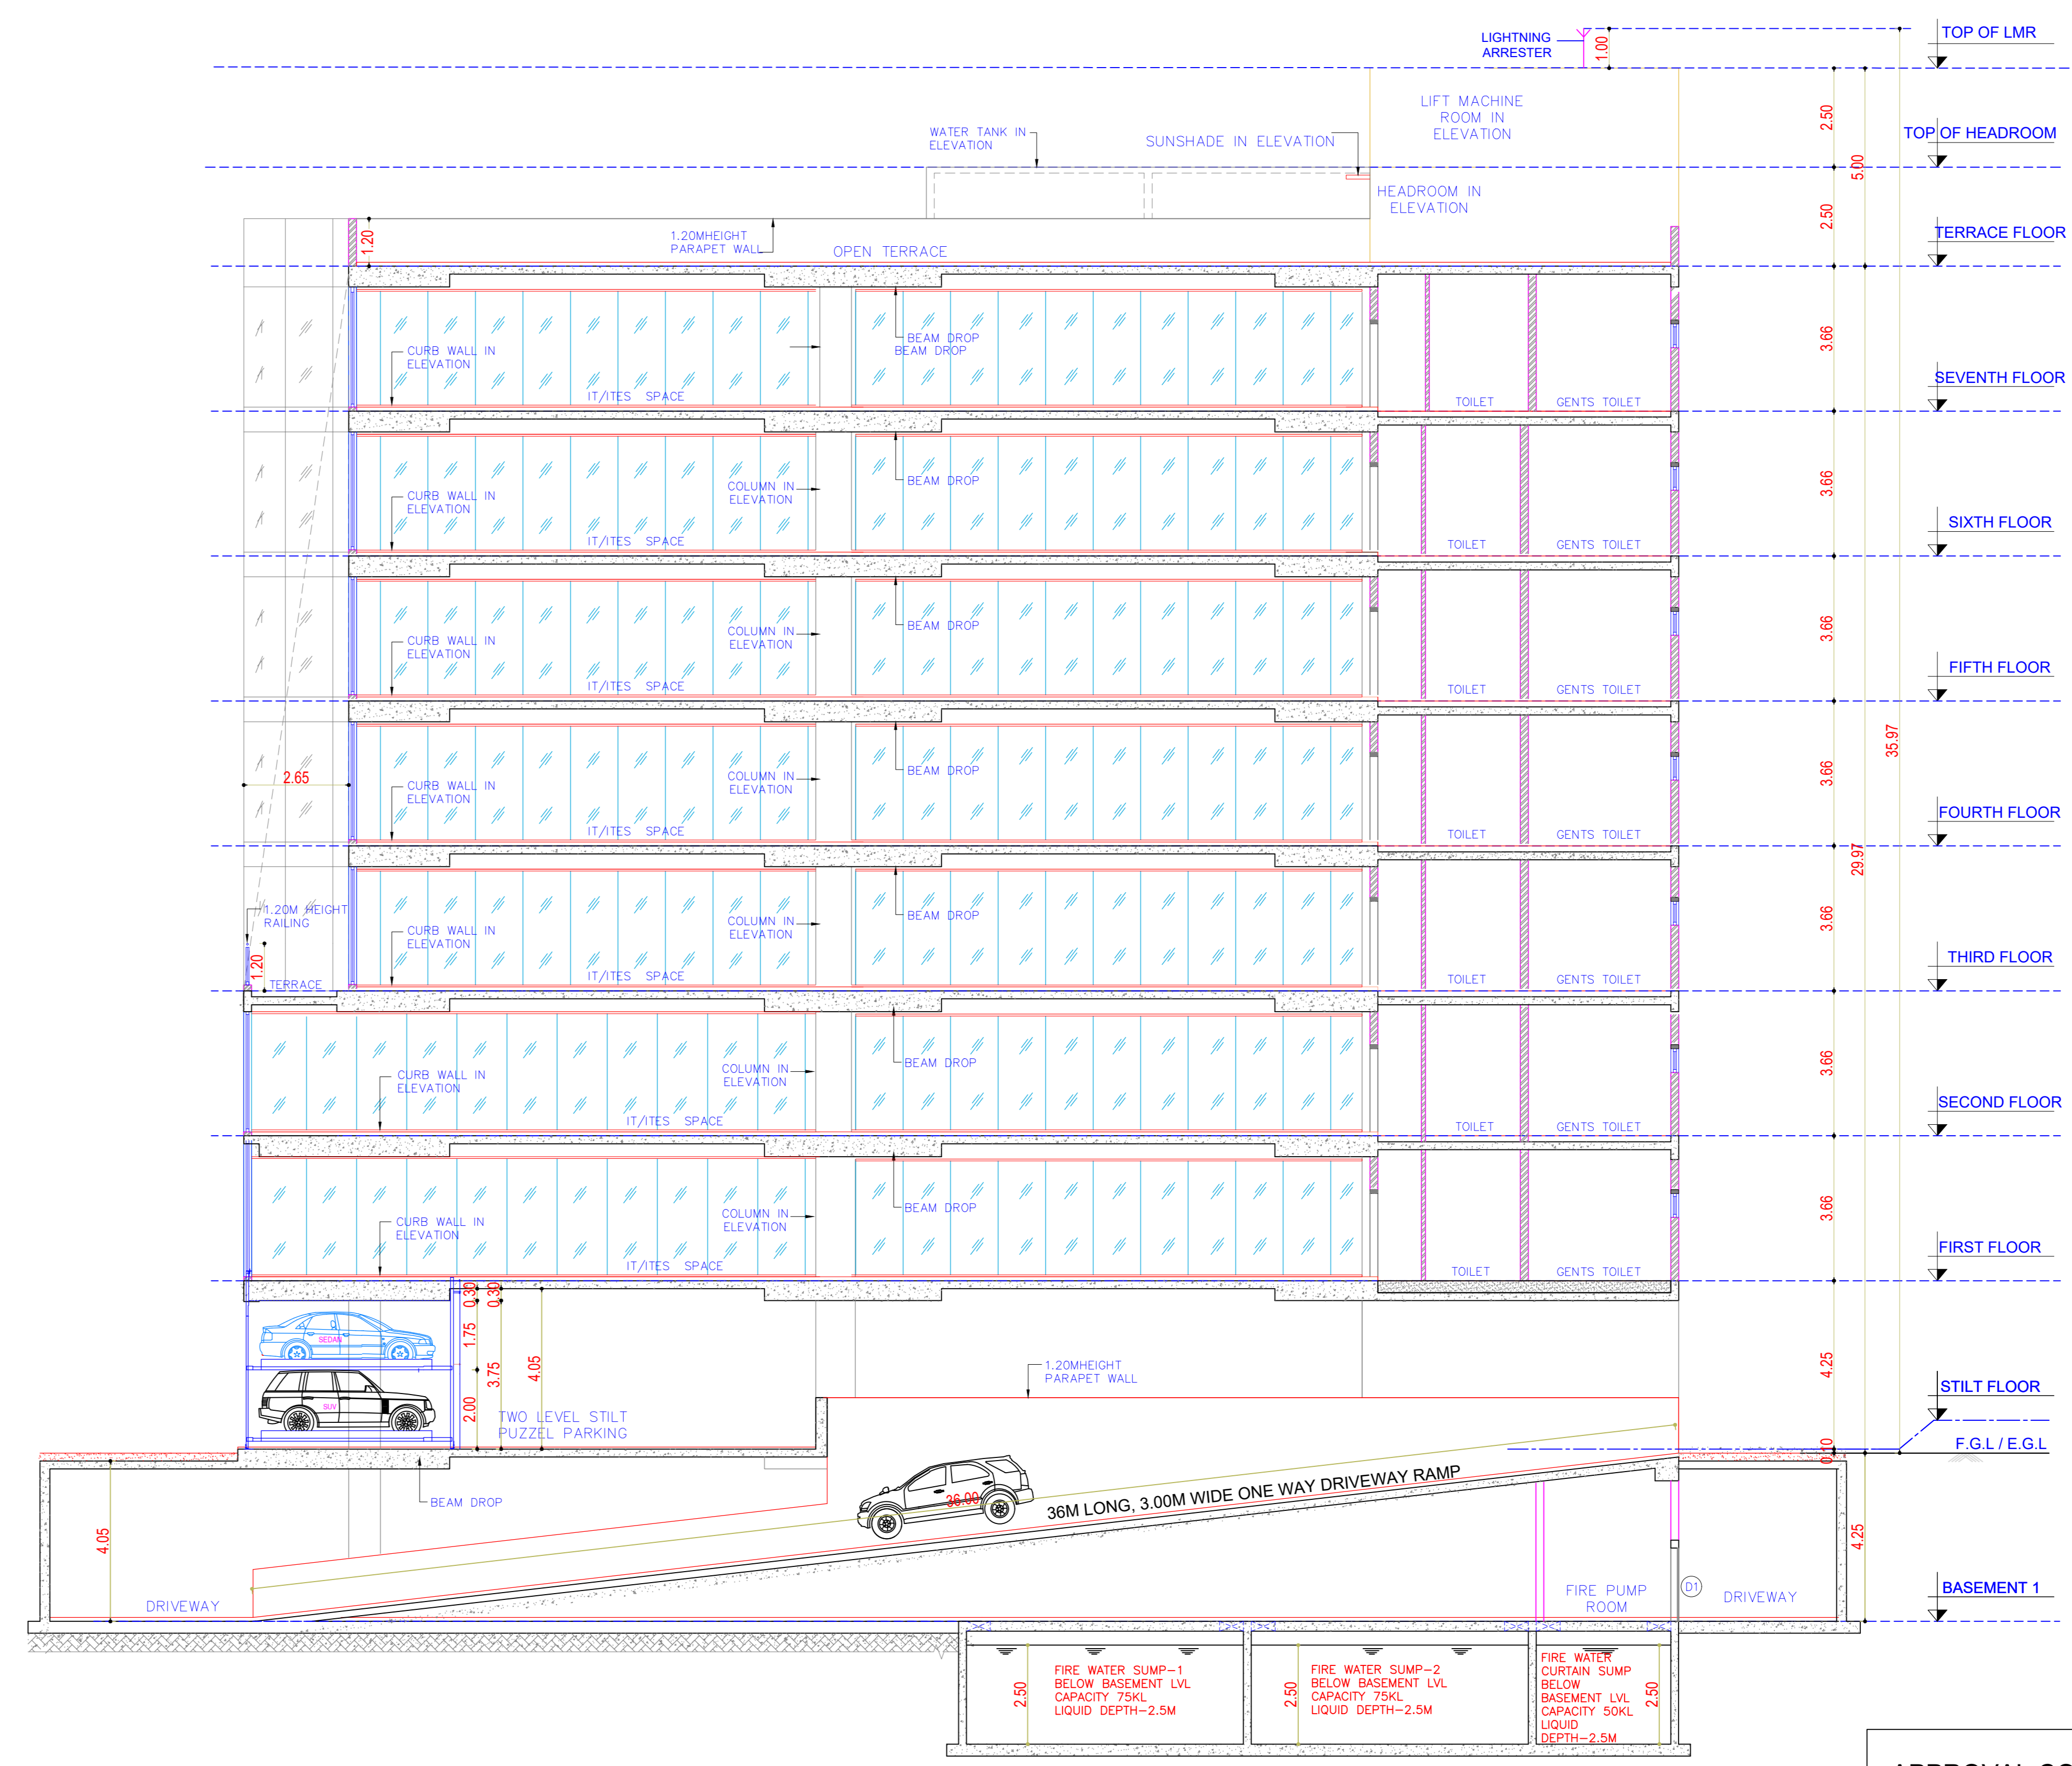 LIGHTNING
ARRESTER
1.00
TOP OF LMR
LIFT MACHINE
ROOM IN
ELEVATION
2.50
WATER TANK IN
ELEVATION
SUNSHADE IN ELEVATION
TOP OF HEADROOM
5.00
HEADROOM IN
ELEVATION
2.50
1.20
1.20MHEIGHT
PARAPET WALL
OPEN TERRACE
TERRACE FLOOR
CURB WALL IN
ELEVATION
BEAM DROP
BEAM DROP
3.66
IT/ITES SPACE
TOILET
GENTS TOILET
SEVENTH FLOOR
CURB WALL IN
ELEVATION
COLUMN IN
ELEVATION
BEAM DROP
3.66
IT/ITES SPACE
TOILET
GENTS TOILET
SIXTH FLOOR
CURB WALL IN
ELEVATION
COLUMN IN
ELEVATION
BEAM DROP
3.66
IT/ITES SPACE
TOILET
GENTS TOILET
FIFTH FLOOR
35.97
2.65
CURB WALL IN
ELEVATION
COLUMN IN
ELEVATION
BEAM DROP
3.66
IT/ITES SPACE
TOILET
GENTS TOILET
FOURTH FLOOR
29.97
1.20M HEIGHT
RAILING
1.20
TERRACE
CURB WALL IN
ELEVATION
COLUMN IN
ELEVATION
BEAM DROP
3.66
IT/ITES SPACE
TOILET
GENTS TOILET
THIRD FLOOR
CURB WALL IN
ELEVATION
COLUMN IN
ELEVATION
BEAM DROP
3.66
IT/ITES SPACE
TOILET
GENTS TOILET
SECOND FLOOR
CURB WALL IN
ELEVATION
COLUMN IN
ELEVATION
BEAM DROP
3.66
IT/ITES SPACE
TOILET
GENTS TOILET
FIRST FLOOR
0.30
0.30
SEDAN
1.75
3.75
4.05
SUV
2.00
TWO LEVEL STILT
PUZZEL PARKING
1.20MHEIGHT
PARAPET WALL
4.25
STILT FLOOR
0.10
F.G.L / E.G.L
BEAM DROP
36.00
36M LONG, 3.00M WIDE ONE WAY DRIVEWAY RAMP
4.05
4.25
DRIVEWAY
FIRE PUMP
ROOM
D1
DRIVEWAY
BASEMENT 1
2.50
FIRE WATER SUMP-1
BELOW BASEMENT LVL
CAPACITY 75KL
LIQUID DEPTH-2.5M
2.50
FIRE WATER SUMP-2
BELOW BASEMENT LVL
CAPACITY 75KL
LIQUID DEPTH-2.5M
FIRE WATER
CURTAIN SUMP
BELOW
BASEMENT LVL
CAPACITY 50KL
LIQUID
DEPTH-2.5M
2.50